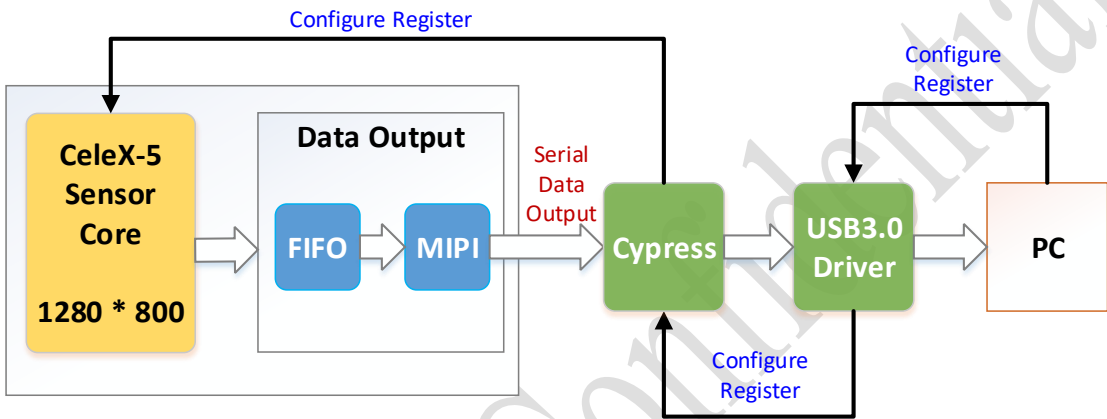 Configure Register
Configure
Register
CeleX-5
Sensor
Core
1280 * 800
Data Output
FIFO
MIPI
Serial
Data
Output
Cypress
USB3.0
Driver
PC
Configure
Register
Confidential